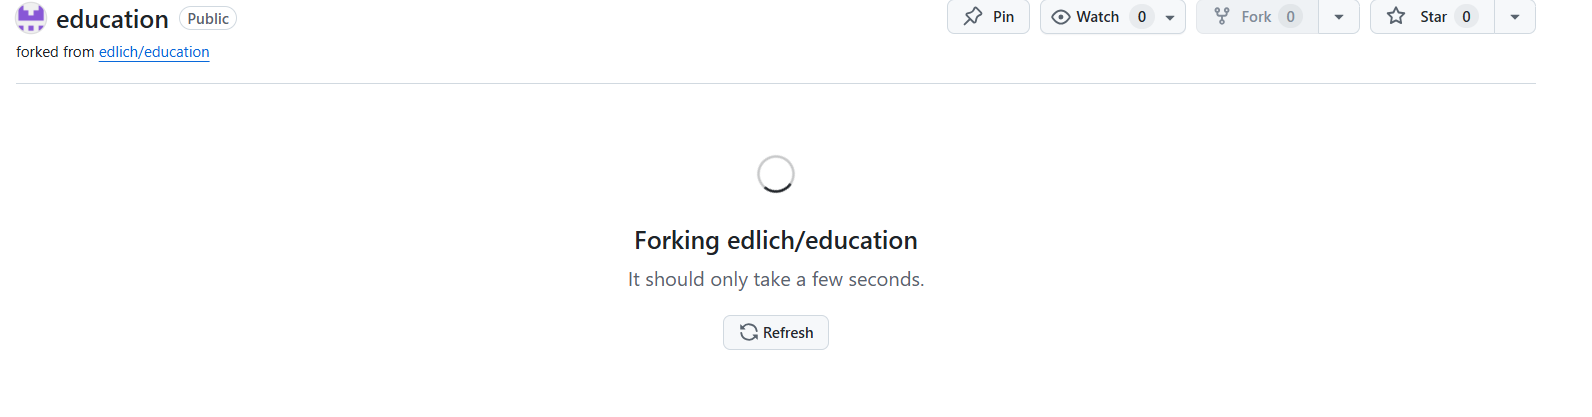 education Public Pin Watch 0 Fork 0 Star 0
forked from edlich/education
Forking edlich/education
It should only take a few seconds.
Refresh